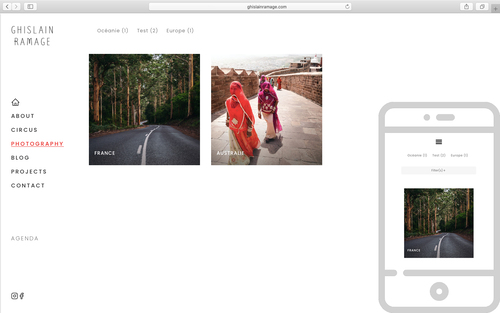 ghislainramage.com
GHISLAIN
RAMAGE
Océanie (1) Test (2) Europe (1)
ABOUT
CIRCUS
PHOTOGRAPHY
BLOG
PROJECTS
CONTACT
AGENDA
FRANCE
AUSTRALIE
Océanie (1) Test (2) Europe (1)
FRANCE